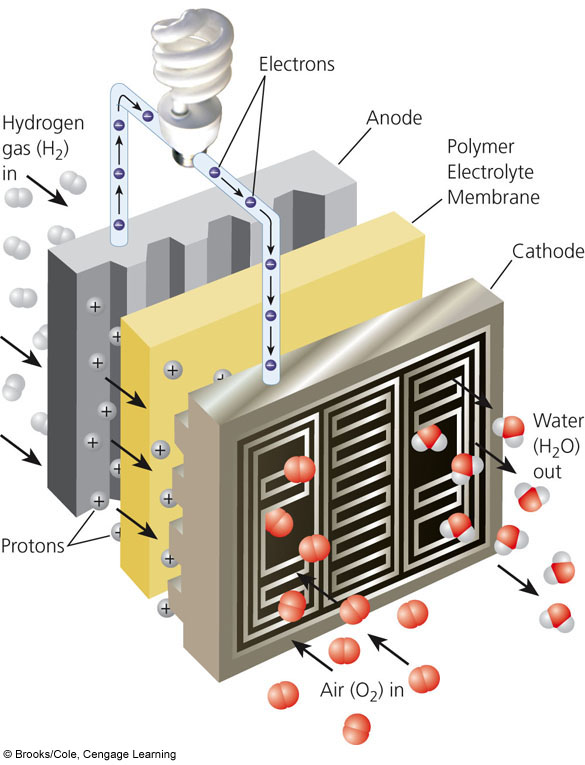 Electrons
Hydrogen
gas (H₂)
in
Anode
Polymer
Electrolyte
Membrane
Cathode
Water
(H₂O)
out
Protons
Air (O₂) in
© Brooks/Cole, Cengage Learning